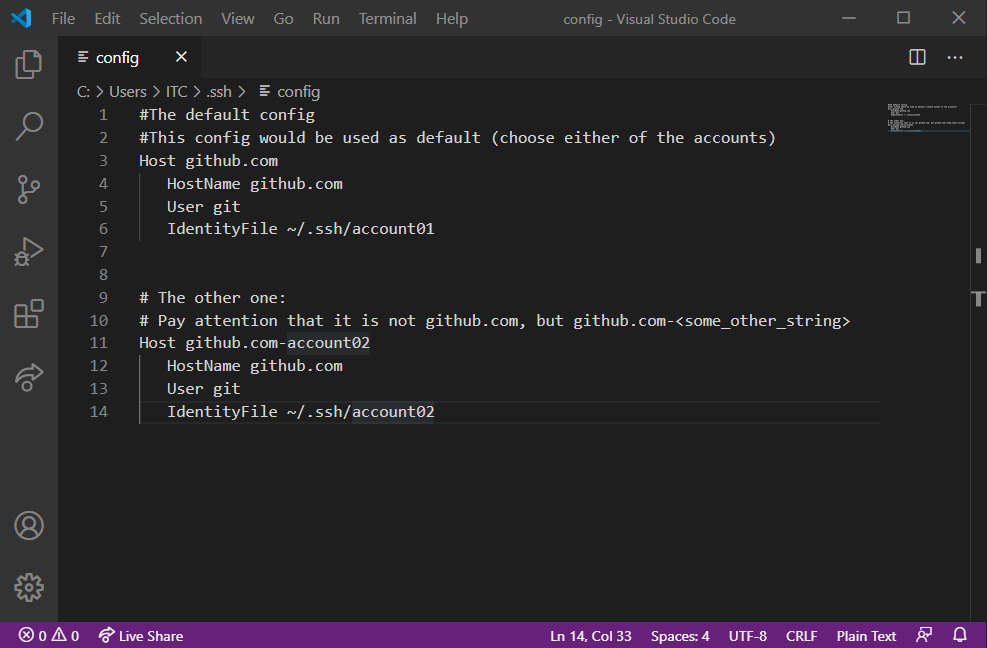 File Edit Selection View Go Run Terminal Help config - Visual Studio Code
config
C: > Users > ITC > .ssh > config
1 #The default config
2 #This config would be used as default (choose either of the accounts)
3 Host github.com
4 HostName github.com
5 User git
6 IdentityFile ~/.ssh/account01
7
8
9 # The other one:
10 # Pay attention that it is not github.com, but github.com-<some_other_string>
11 Host github.com-account02
12 HostName github.com
13 User git
14 IdentityFile ~/.ssh/account02
0 0 Live Share Ln 14, Col 33 Spaces: 4 UTF-8 CRLF Plain Text